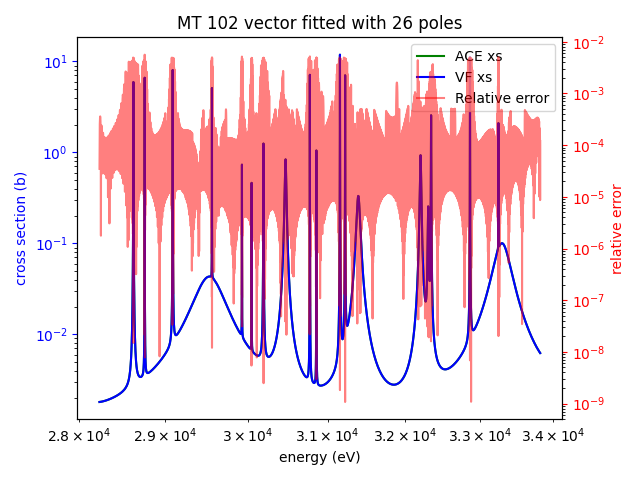 MT 102 vector fitted with 26 poles
ACE xs
VF xs
Relative error
cross section (b)
10¹
10⁰
10⁻¹
10⁻²
relative error
10⁻²
10⁻³
10⁻⁴
10⁻⁵
10⁻⁶
10⁻⁷
10⁻⁸
10⁻⁹
2.8 × 10⁴
2.9 × 10⁴
3 × 10⁴
3.1 × 10⁴
3.2 × 10⁴
3.3 × 10⁴
3.4 × 10⁴
energy (eV)